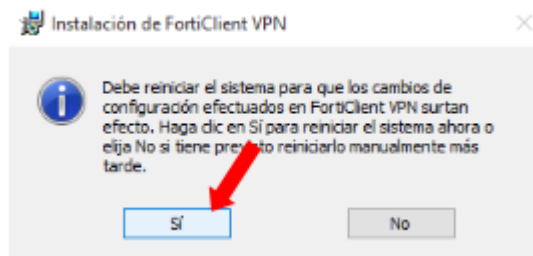 Instalación de FortiClient VPN
Debe reiniciar el sistema para que los cambios de
configuración efectuados en FortiClient VPN surtan
efecto. Haga clic en Sí para reiniciar el sistema ahora o
elija No si tiene previsto reiniciarlo manualmente más
tarde.
Sí
No